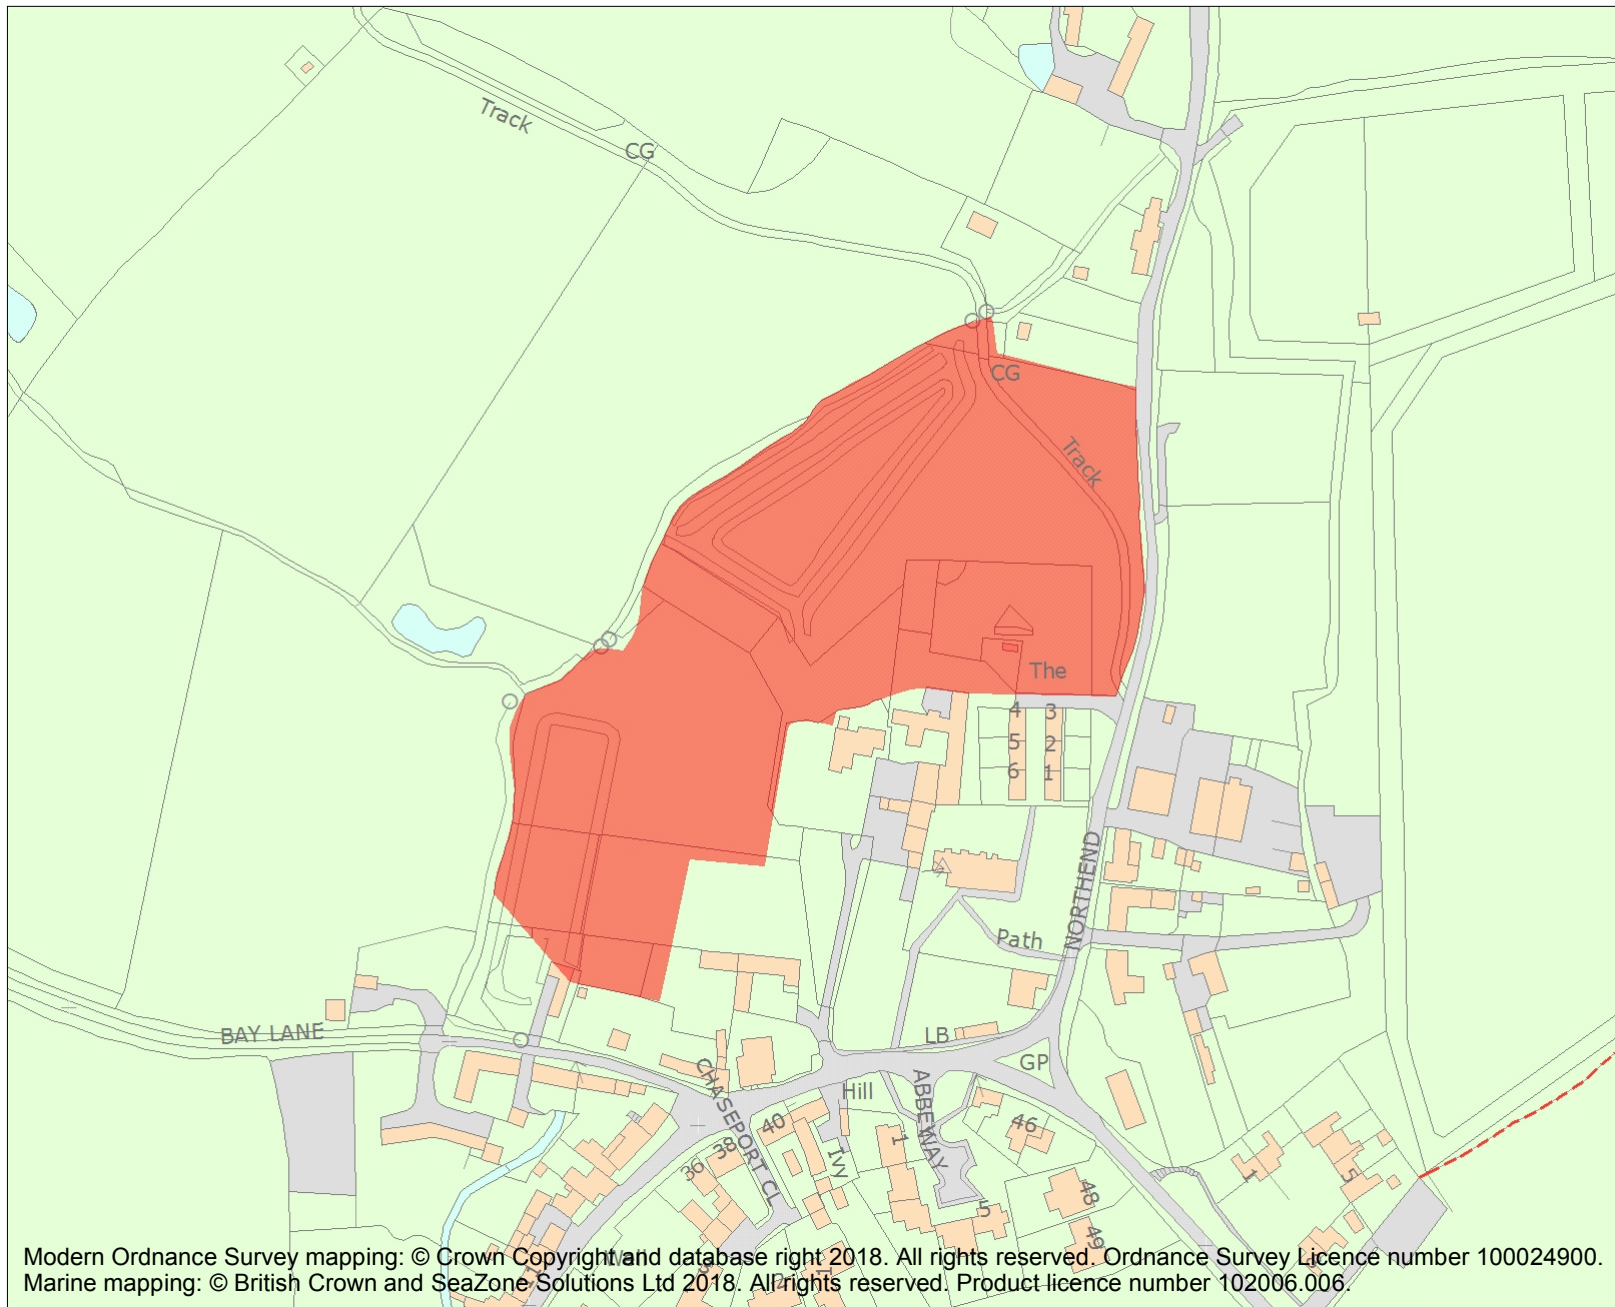 Track
CG
CG
Track
The
4 3
5 2
6 1
NORTHEND
Path
BAY LANE
LB
GP
CHASEPORT CL
Hill
ABBEYWAY
40
38
36
Ivy
1
46
5
48
49
1
5
Modern Ordnance Survey mapping: © Crown Copyright and database right 2018. All rights reserved. Ordnance Survey Licence number 100024900.
Marine mapping: © British Crown and SeaZone Solutions Ltd 2018. All rights reserved. Product licence number 102006.006.